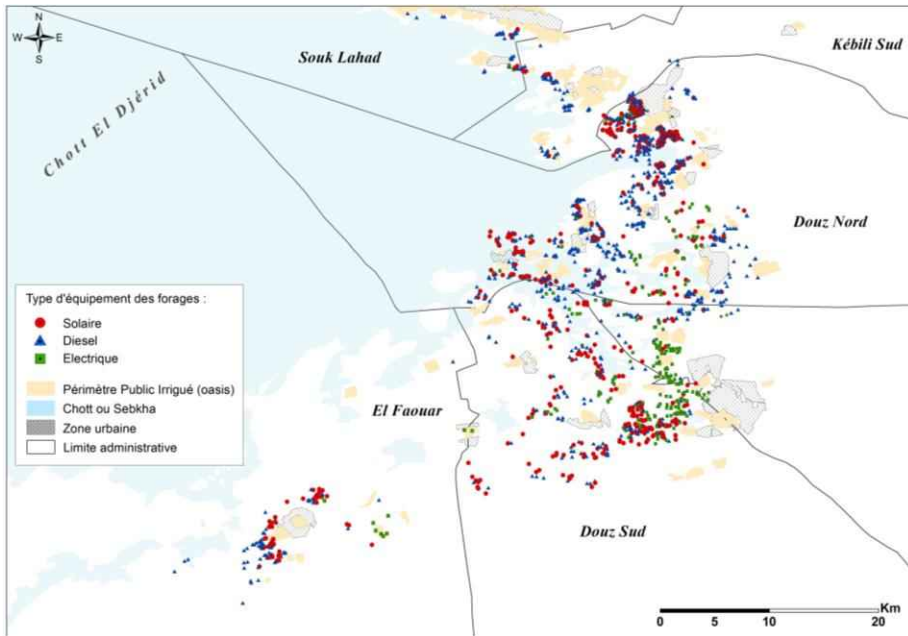 N
W E
S
Souk Lahad
Kébili Sud
Chott El Djérid
Douz Nord
Type d'équipement des forages :
Solaire
Diesel
Electrique
Périmètre Public Irrigué (oasis)
Chott ou Sebkha
Zone urbaine
Limite administrative
El Faouar
Douz Sud
Km
0 5 10 20